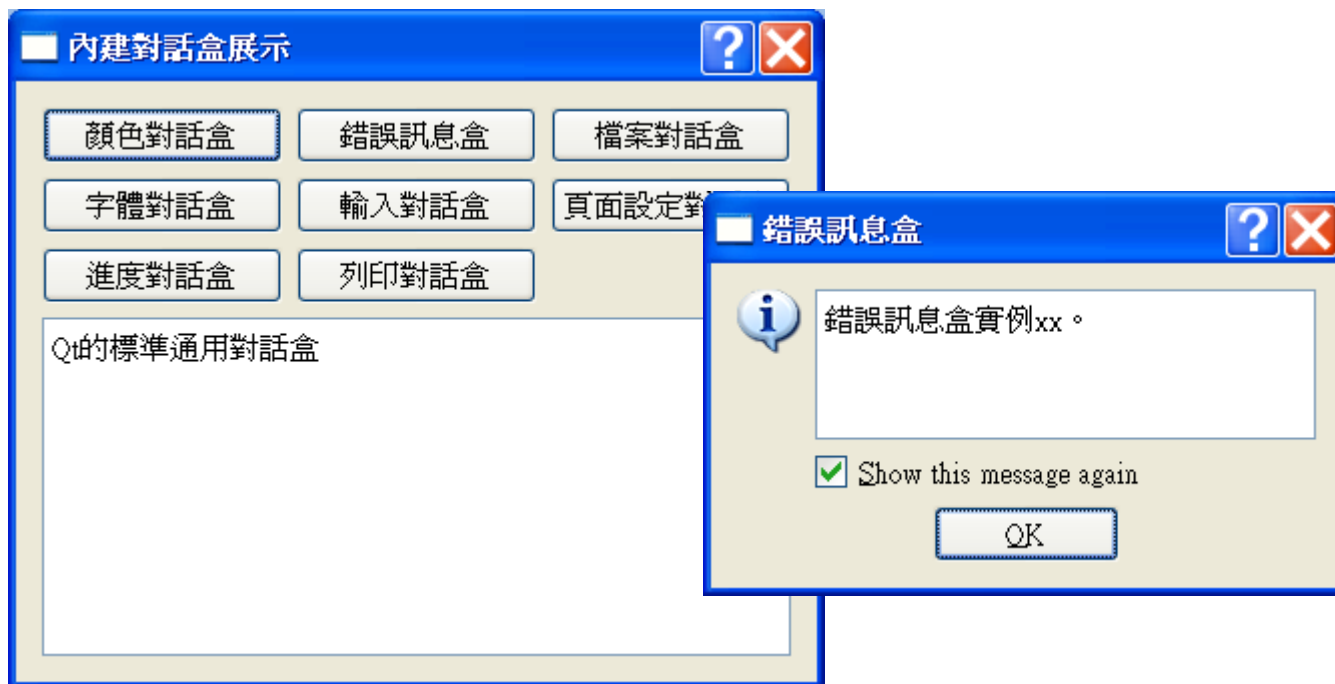 內建對話盒展示
顏色對話盒 錯誤訊息盒 檔案對話盒
字體對話盒 輸入對話盒 頁面設定對
進度對話盒 列印對話盒
Qt的標準通用對話盒
錯誤訊息盒
錯誤訊息盒實例xx。
Show this message again
OK